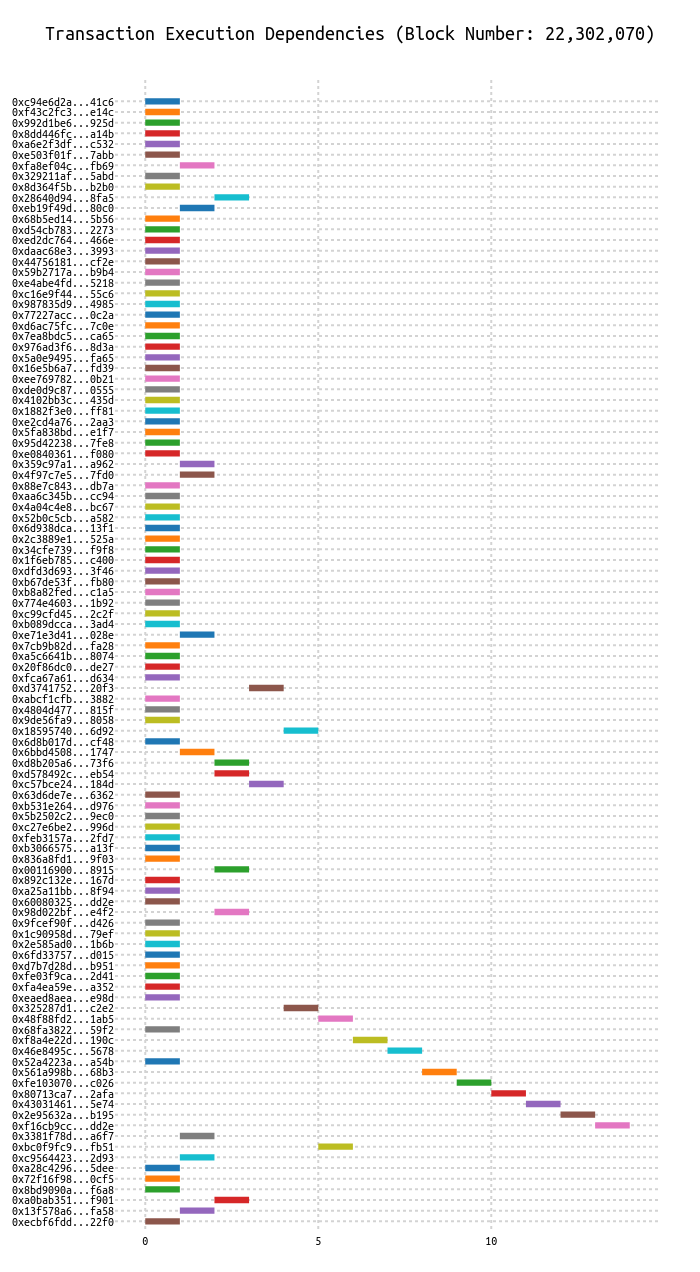 Transaction Execution Dependencies (Block Number: 22,302,070)
0xc94e6d2a...41c6
0xf43c2fc3...e14c
0x992d1be6...925d
0x8dd446fc...a14b
0xa6e2f3df...c532
0xe503f01f...7abb
0xfa8ef04c...fb69
0x329211af...5abd
0x8d364f5b...b2b0
0x28640d94...8fa5
0xeb19f49d...80c0
0x68b5ed14...5b56
0xd54cb783...2273
0xed2dc764...466e
0xdaac68e3...3993
0x44756181...cf2e
0x59b2717a...b9b4
0xe4abe4fd...5218
0xc16e9f44...55c6
0x987835d9...4985
0x77227acc...0c2a
0xd6ac75fc...7c0e
0x7ea8bdc5...ca65
0x976ad3f6...8d3a
0x5a0e9495...fa65
0x16e5b6a7...fd39
0xee769782...0b21
0xde0d9c87...0555
0x4102bb3c...435d
0x1882f3e0...ff81
0xe2cd4a76...2aa3
0x5fa838bd...e1f7
0x95d42238...7fe8
0xe0840361...f080
0x359c97a1...a962
0x4f97c7e5...7fd0
0x88e7c843...db7a
0xaa6c345b...cc94
0x4a04c4e8...bc67
0x52b0c5cb...a582
0x6d938dca...13f1
0x2c3889e1...525a
0x34cfe739...f9f8
0x1f6eb785...c400
0xdfd3d693...3f46
0xb67de53f...fb80
0xb8a82fed...c1a5
0x774e4603...1b92
0xc99cfd45...2c2f
0xb089dcca...3ad4
0xe71e3d41...028e
0x7cb9b82d...fa28
0xa5c6641b...8074
0x20f86dc0...de27
0xfca67a61...d634
0xd3741752...20f3
0xabcf1cfb...3882
0x4804d477...815f
0x9de56fa9...8058
0x18595740...6d92
0x6d8b017d...cf48
0x6bbd4508...1747
0xd8b205a6...73f6
0xd578492c...eb54
0xc57bce24...184d
0x63d6de7e...6362
0xb531e264...d976
0x5b2502c2...9ec0
0xc27e6be2...996d
0xfeb3157a...2fd7
0xb3066575...a13f
0x836a8fd1...9f03
0x00116900...8915
0x892c132e...167d
0xa25a11bb...8f94
0x60080325...dd2e
0x98d022bf...e4f2
0x9fcef90f...d426
0x1c90958d...79ef
0x2e585ad0...1b6b
0x6fd33757...d015
0xd7b7d28d...b951
0xfe03f9ca...2d41
0xfa4ea59e...a352
0xeaed8aea...e98d
0x325287d1...c2e2
0x48f88fd2...1ab5
0x68fa3822...59f2
0xf8a4e22d...190c
0x46e8495c...5678
0x52a4223a...a54b
0x561a998b...68b3
0xfe103070...c026
0x80713ca7...2afa
0x43031461...5e74
0x2e95632a...b195
0xf16cb9cc...dd2e
0x3381f78d...a6f7
0xbc0f9fc9...fb51
0xc9564423...2d93
0xa28c4296...5dee
0x72f16f98...0cf5
0x8bd9090a...f6a8
0xa0bab351...f901
0x13f578a6...fa58
0xecbf6fdd...22f0
0 5 10